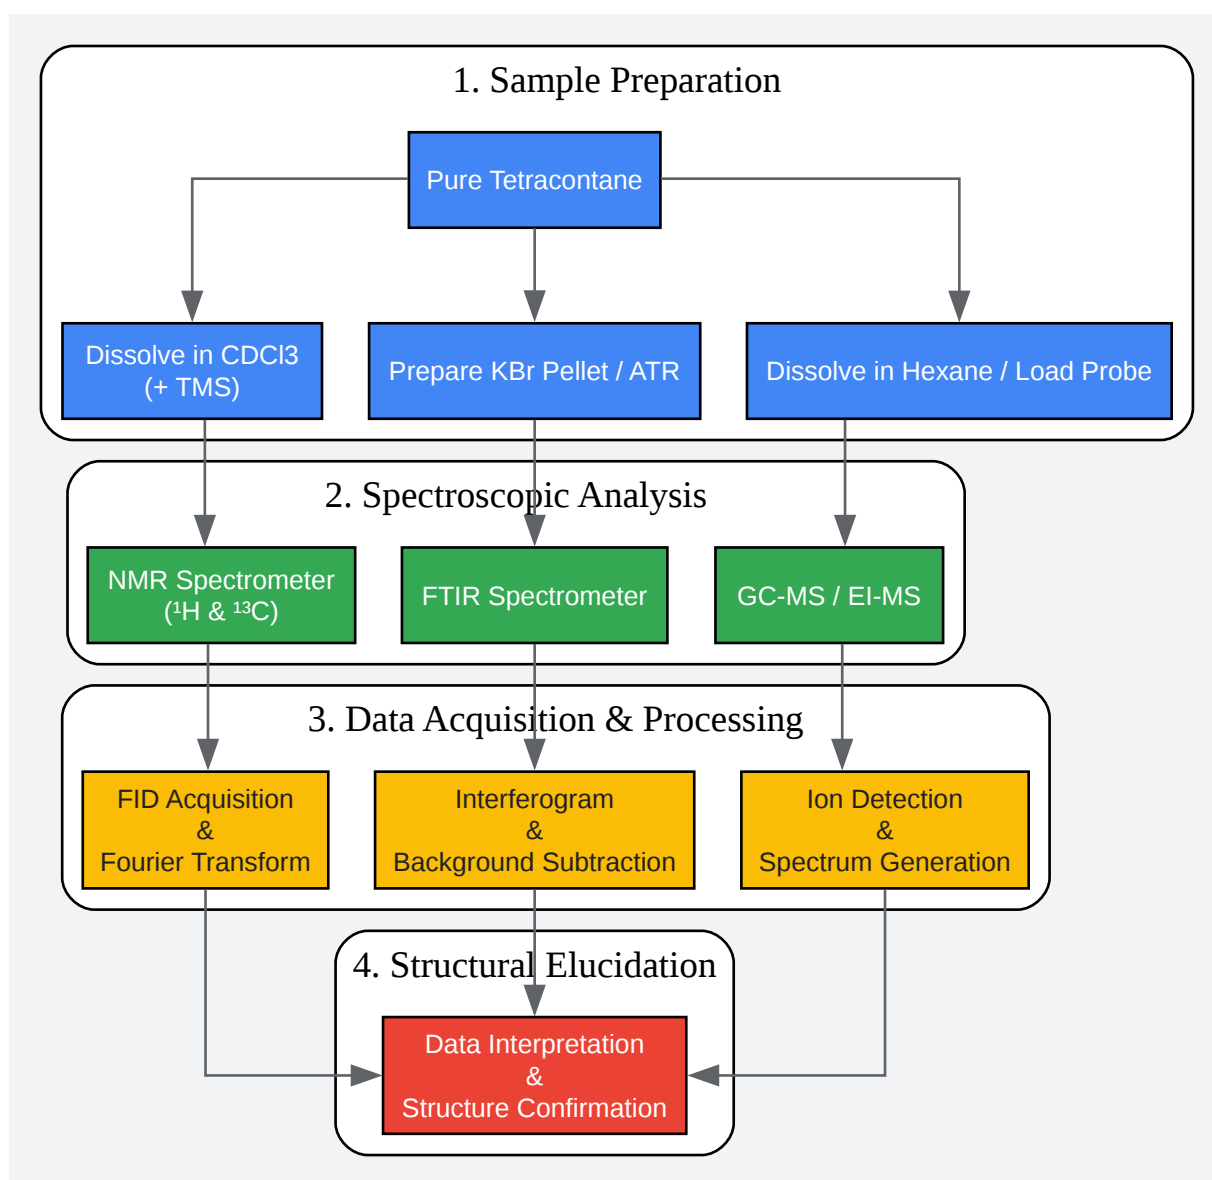 1. Sample Preparation
Pure Tetracontane
Dissolve in CDCl3
(+ TMS)
Prepare KBr Pellet / ATR
Dissolve in Hexane / Load Probe
2. Spectroscopic Analysis
NMR Spectrometer
(¹H & ¹³C)
FTIR Spectrometer
GC-MS / EI-MS
3. Data Acquisition & Processing
FID Acquisition
&
Fourier Transform
Interferogram
&
Background Subtraction
Ion Detection
&
Spectrum Generation
4. Structural Elucidation
Data Interpretation
&
Structure Confirmation